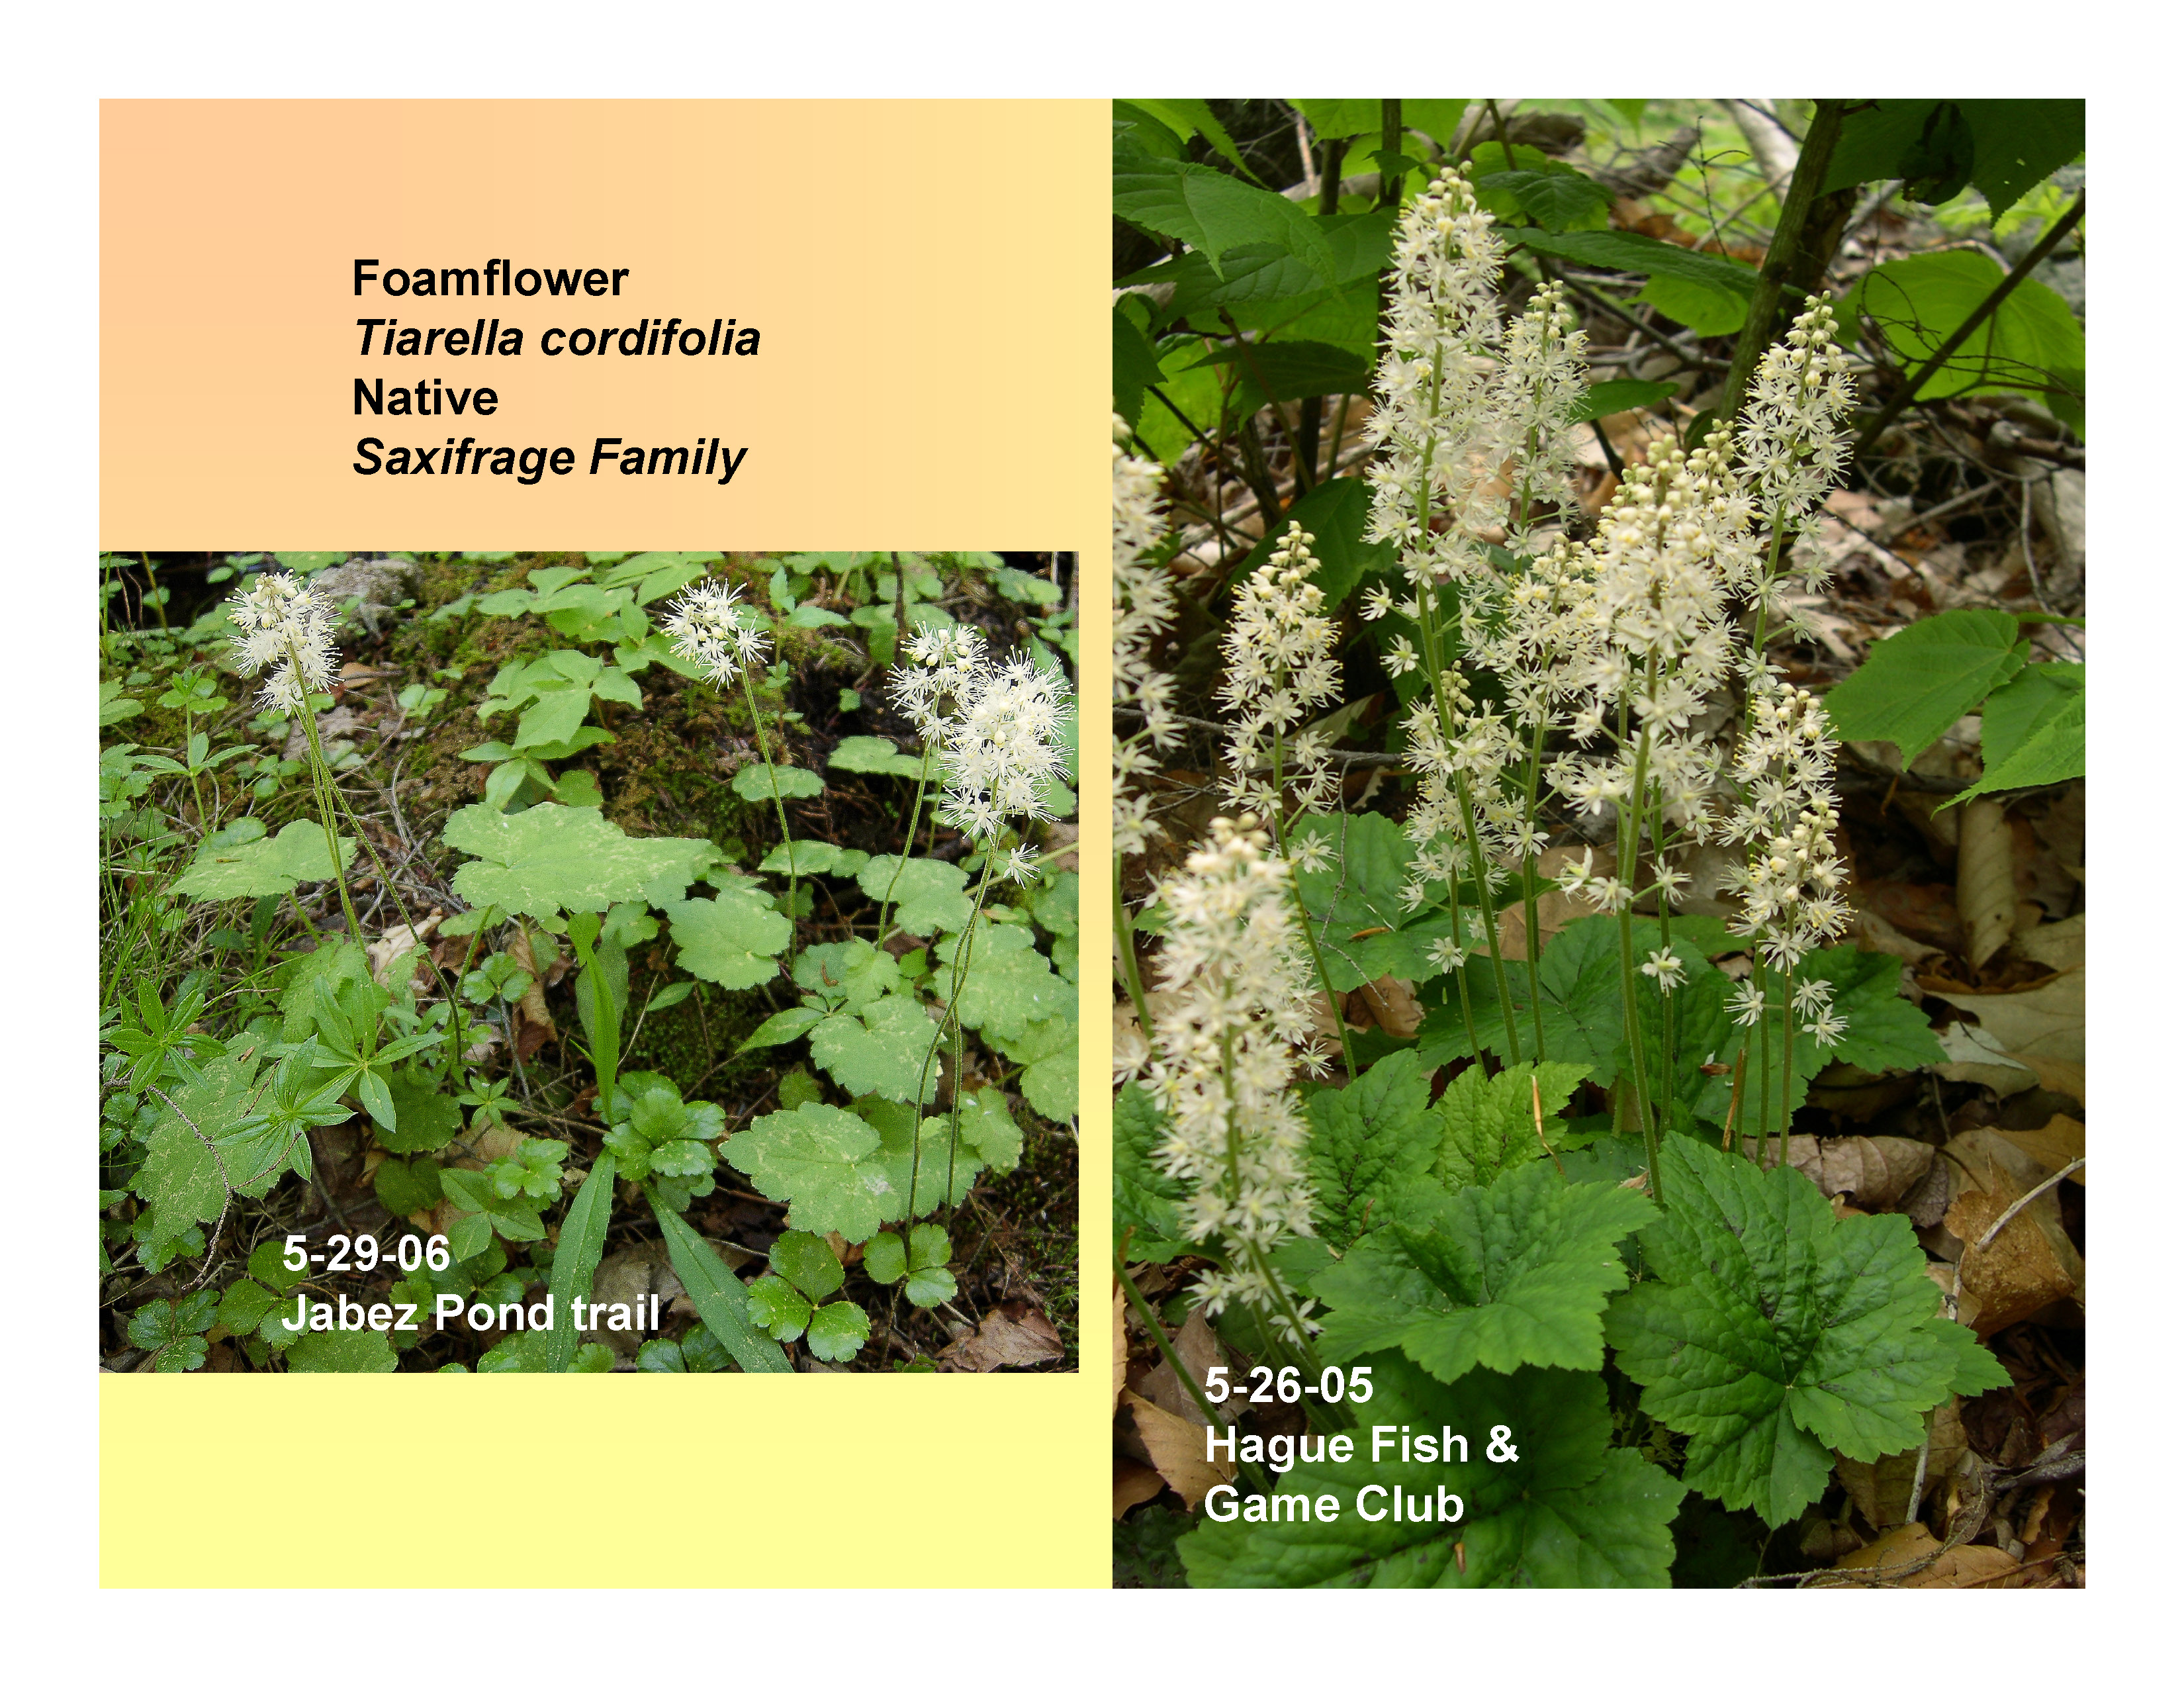 Foamflower
Tiarella cordifolia
Native
Saxifrage Family
5-29-06
Jabez Pond trail
5-26-05
Hague Fish &
Game Club